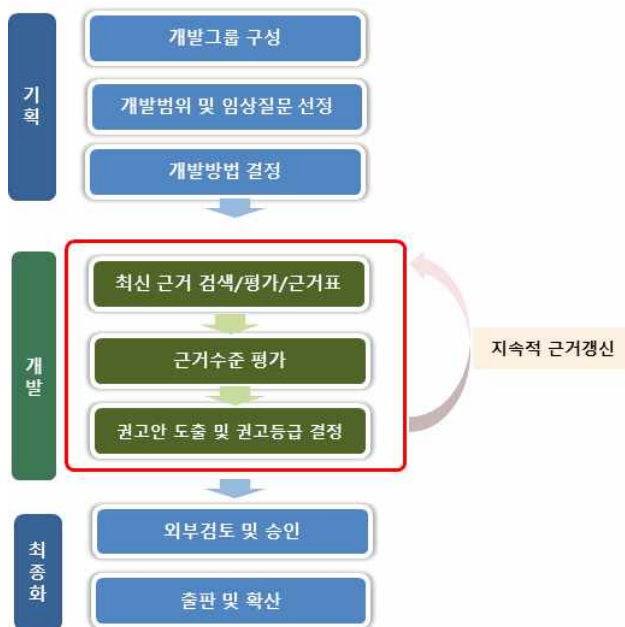 기획
개발그룹 구성
개발범위 및 임상질문 선정
개발방법 결정
개발
최신 근거 검색/평가/근거표
근거수준 평가
권고안 도출 및 권고등급 결정
지속적 근거갱신
최종화
외부검토 및 승인
출판 및 확산